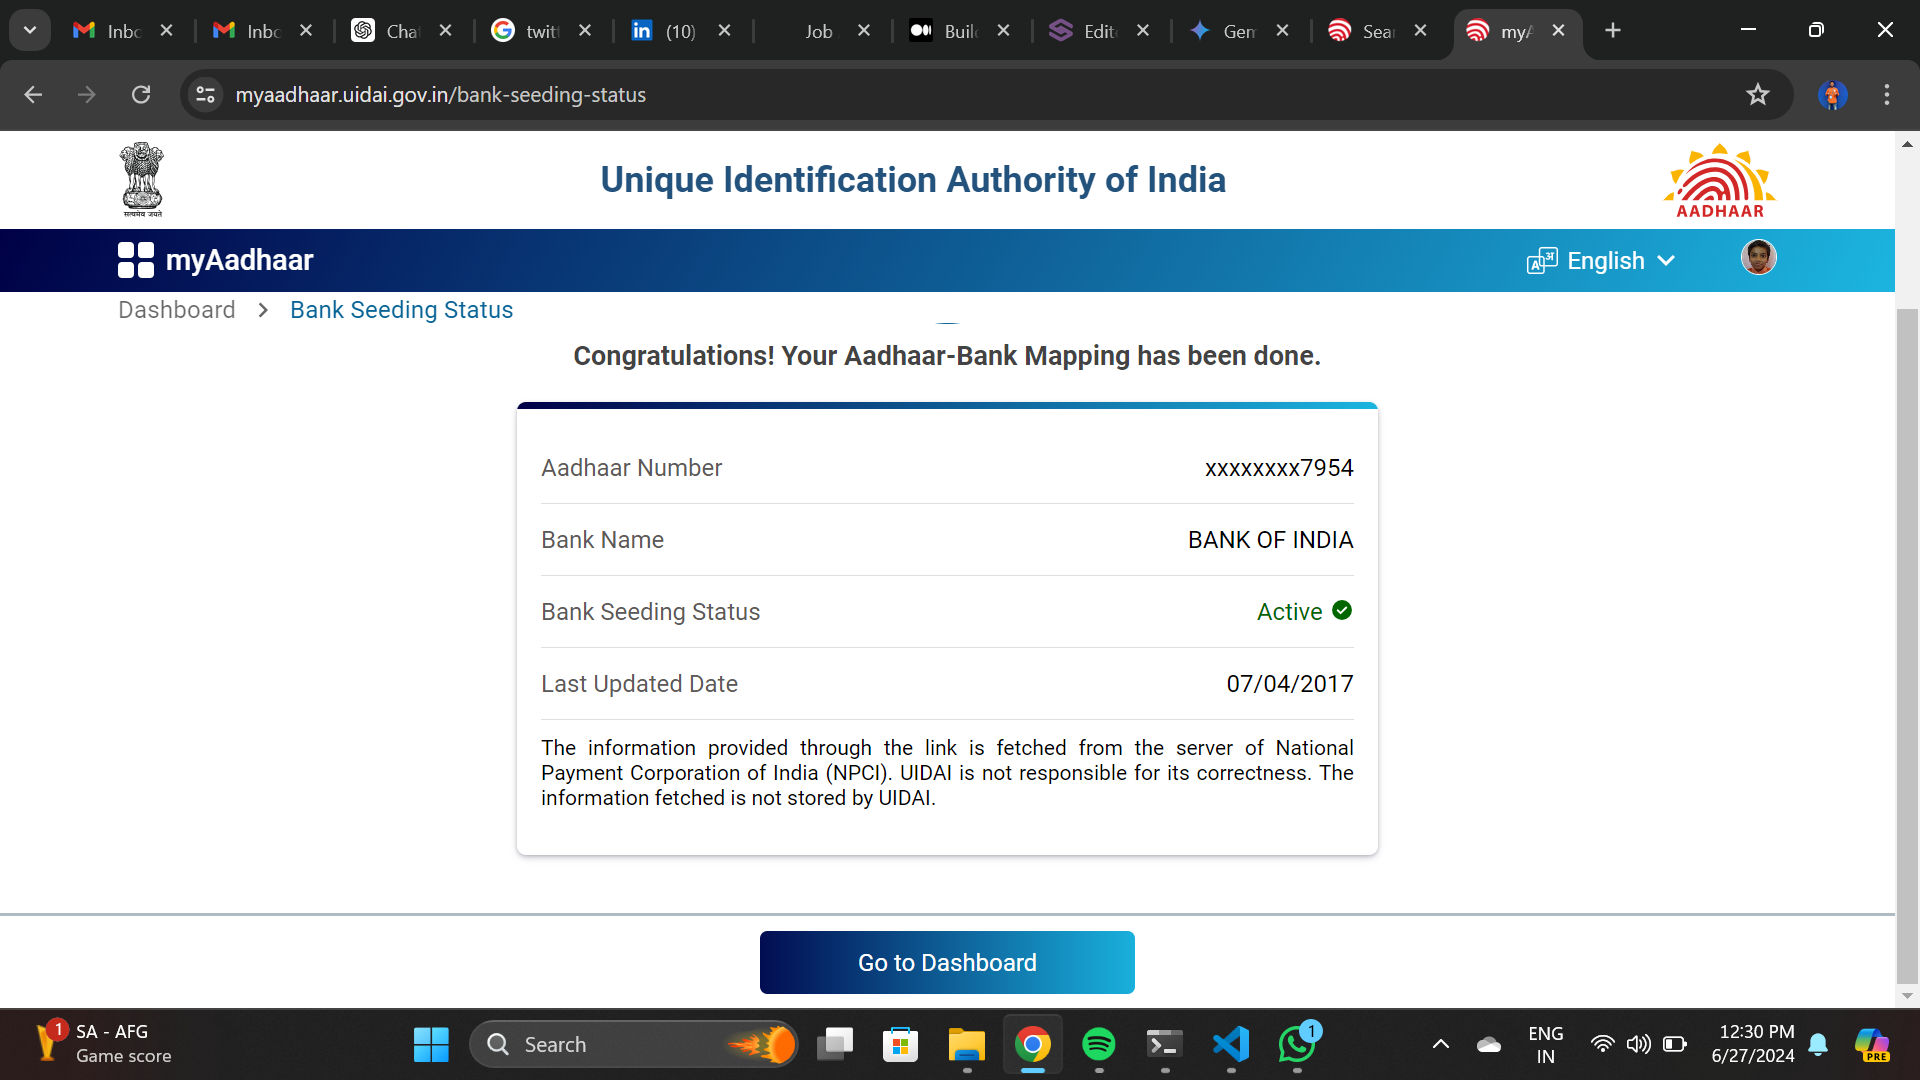 Inbo
Inbo
Cha
twitt
(10)
Job
Buil
Edit
Gem
Sear
myA
myaadhaar.uidai.gov.in/bank-seeding-status
सत्यमेव जयते
Unique Identification Authority of India
AADHAAR
myAadhaar
English
Dashboard > Bank Seeding Status
Congratulations! Your Aadhaar-Bank Mapping has been done.
Aadhaar Number xxxxxxxx7954
Bank Name BANK OF INDIA
Bank Seeding Status Active
Last Updated Date 07/04/2017
The information provided through the link is fetched from the server of National
Payment Corporation of India (NPCI). UIDAI is not responsible for its correctness. The
information fetched is not stored by UIDAI.
Go to Dashboard
1
SA - AFG
Game score
Search
1
ENG
IN
12:30 PM
6/27/2024
PRE